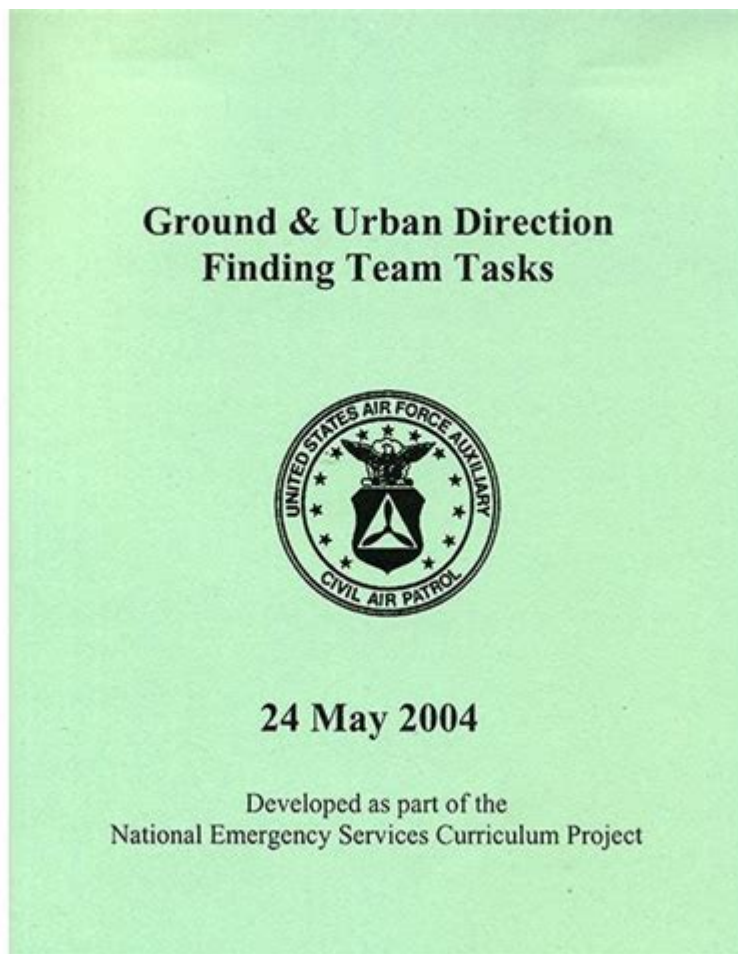 Ground & Urban Direction
Finding Team Tasks
UNITED STATES AIR FORCE AUXILIARY
CIVIL AIR PATROL
24 May 2004
Developed as part of the
National Emergency Services Curriculum Project